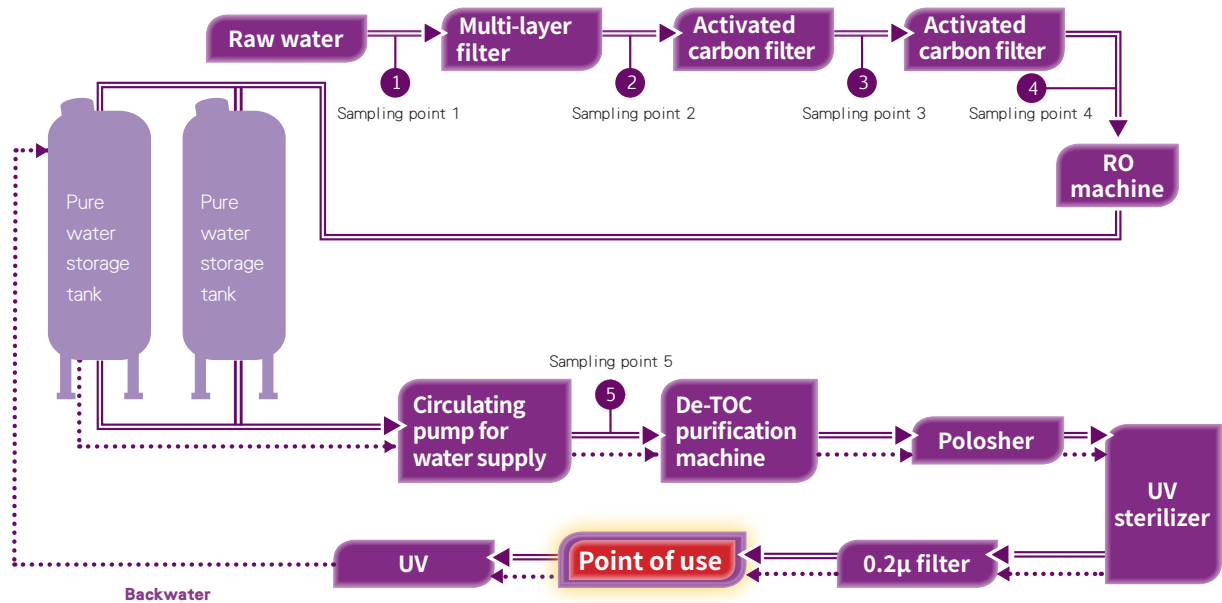 Raw water
Multi-layer
filter
Activated
carbon filter
Activated
carbon filter
1
2
3
4
Sampling point 1
Sampling point 2
Sampling point 3
Sampling point 4
RO
machine
Pure
water
storage
tank
Pure
water
storage
tank
Sampling point 5
5
Circulating
pump for
water supply
De-TOC
purification
machine
Polosher
UV
sterilizer
UV
Point of use
0.2μ filter
Backwater